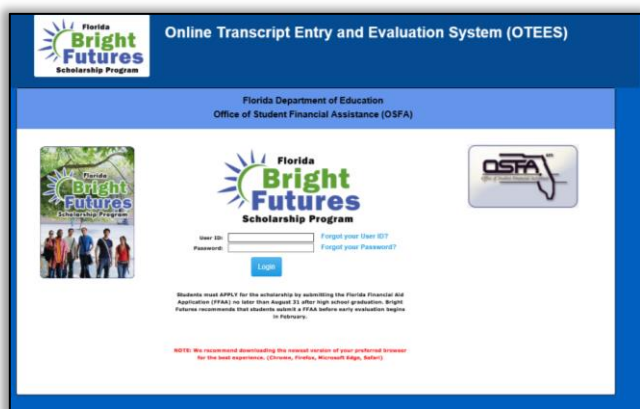 Florida
Bright
Futures
Scholarship Program
Online Transcript Entry and Evaluation System (OTEES)
Florida Department of Education
Office of Student Financial Assistance (OSFA)
Florida
Bright
Futures
Scholarship Program
Florida
Bright
Futures
Scholarship Program
OSFA
Office of Student Financial Assistance
User ID:
Forgot your User ID?
Password:
Forgot your Password?
Login
Students must APPLY for the scholarship by submitting the Florida Financial Aid
Application (FFAA) no later than August 31 after high school graduation. Bright
Futures recommends that students submit a FFAA before early evaluation begins
in February.
NOTE: We recommend downloading the newest version of your preferred browser
for the best experience. (Chrome, Firefox, Microsoft Edge, Safari)